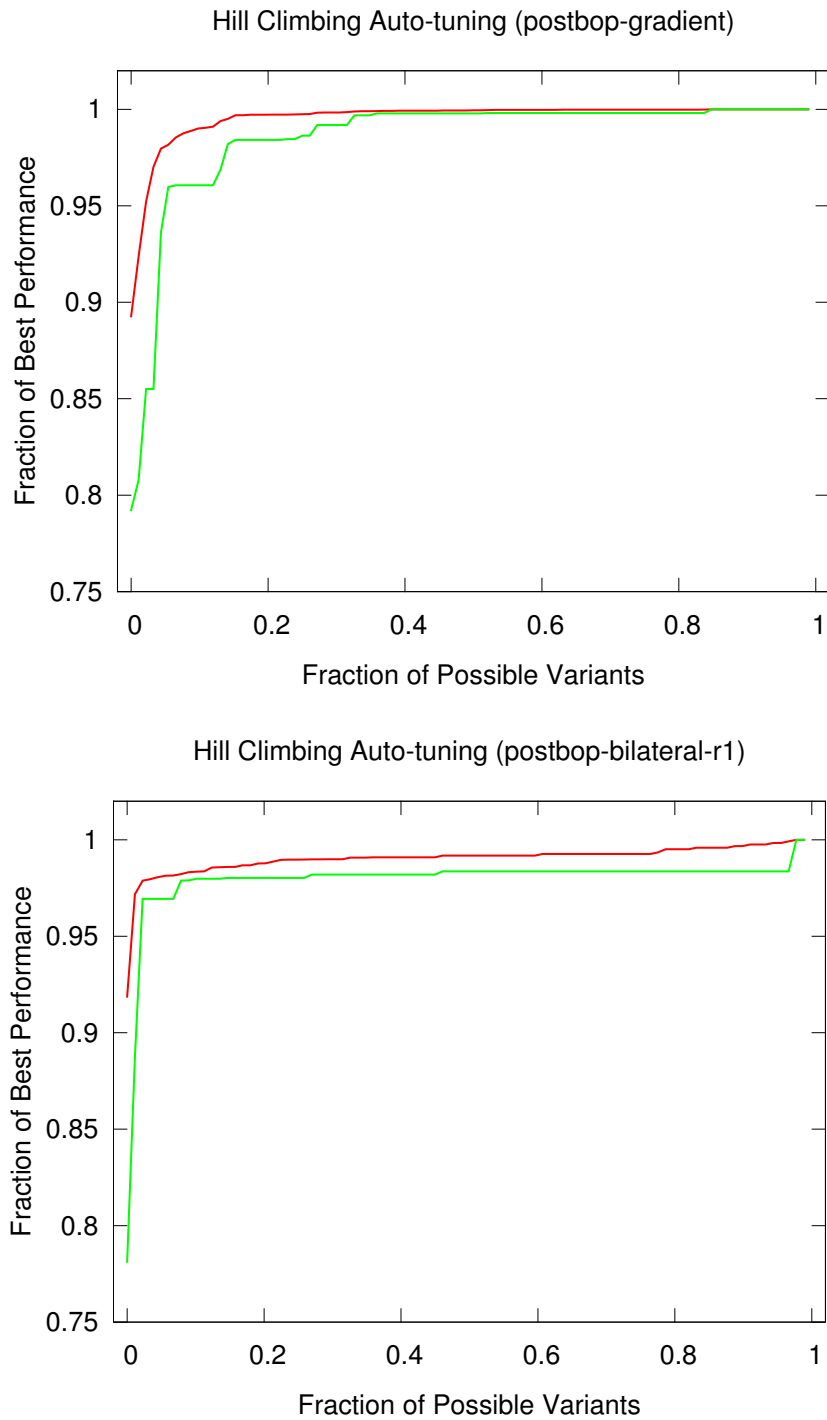 Hill Climbing Auto-tuning (postbop-gradient)
1
0.95
0.9
0.85
0.8
0.75
Fraction of Best Performance
0 0.2 0.4 0.6 0.8 1
Fraction of Possible Variants
Hill Climbing Auto-tuning (postbop-bilateral-r1)
1
0.95
0.9
0.85
0.8
0.75
Fraction of Best Performance
0 0.2 0.4 0.6 0.8 1
Fraction of Possible Variants